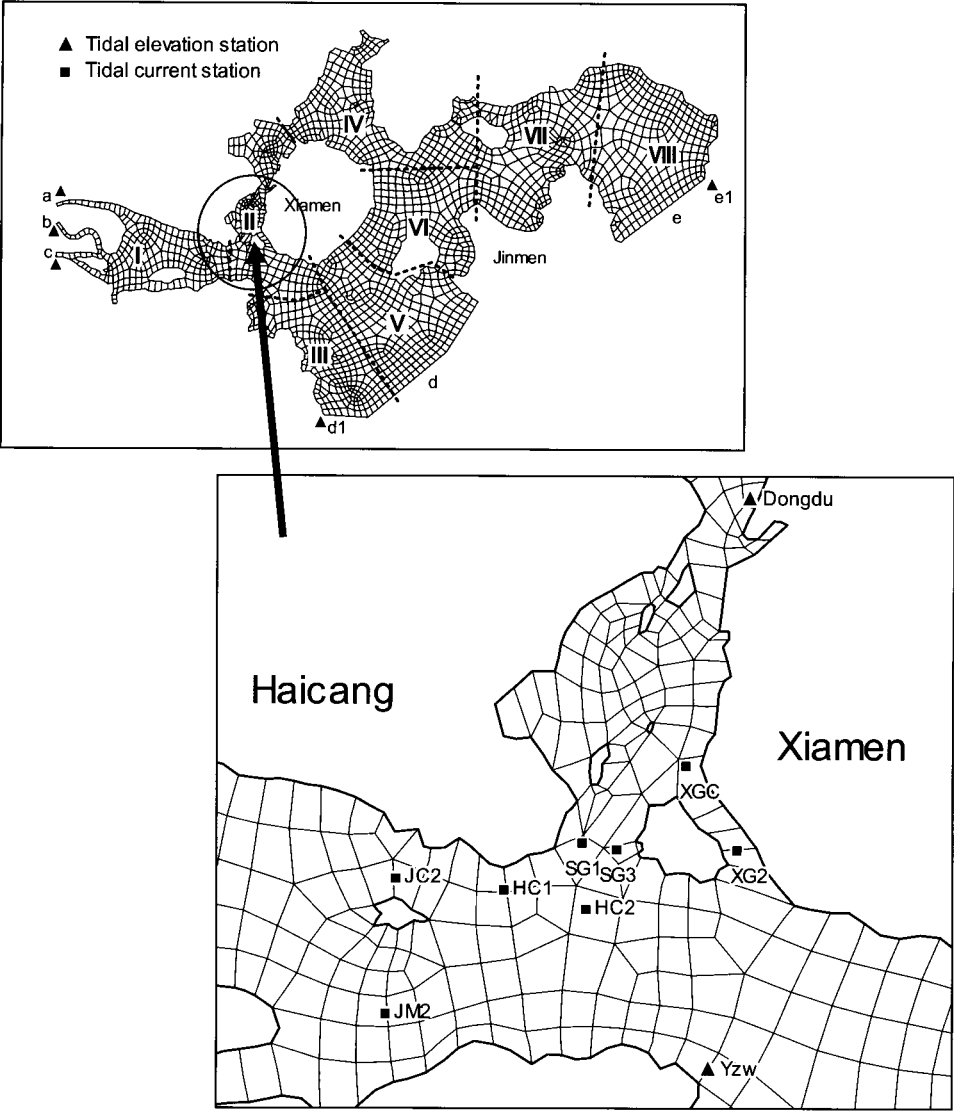 Tidal elevation station
Tidal current station
IV
VII
VIII
a
Xiamen
e1
b
II
e
VI
c
I
Jinmen
V
III
d
d1
Dongdu
Haicang
Xiamen
XGC
SG1
SG3
XG2
JC2
HC1
HC2
JM2
Yzw